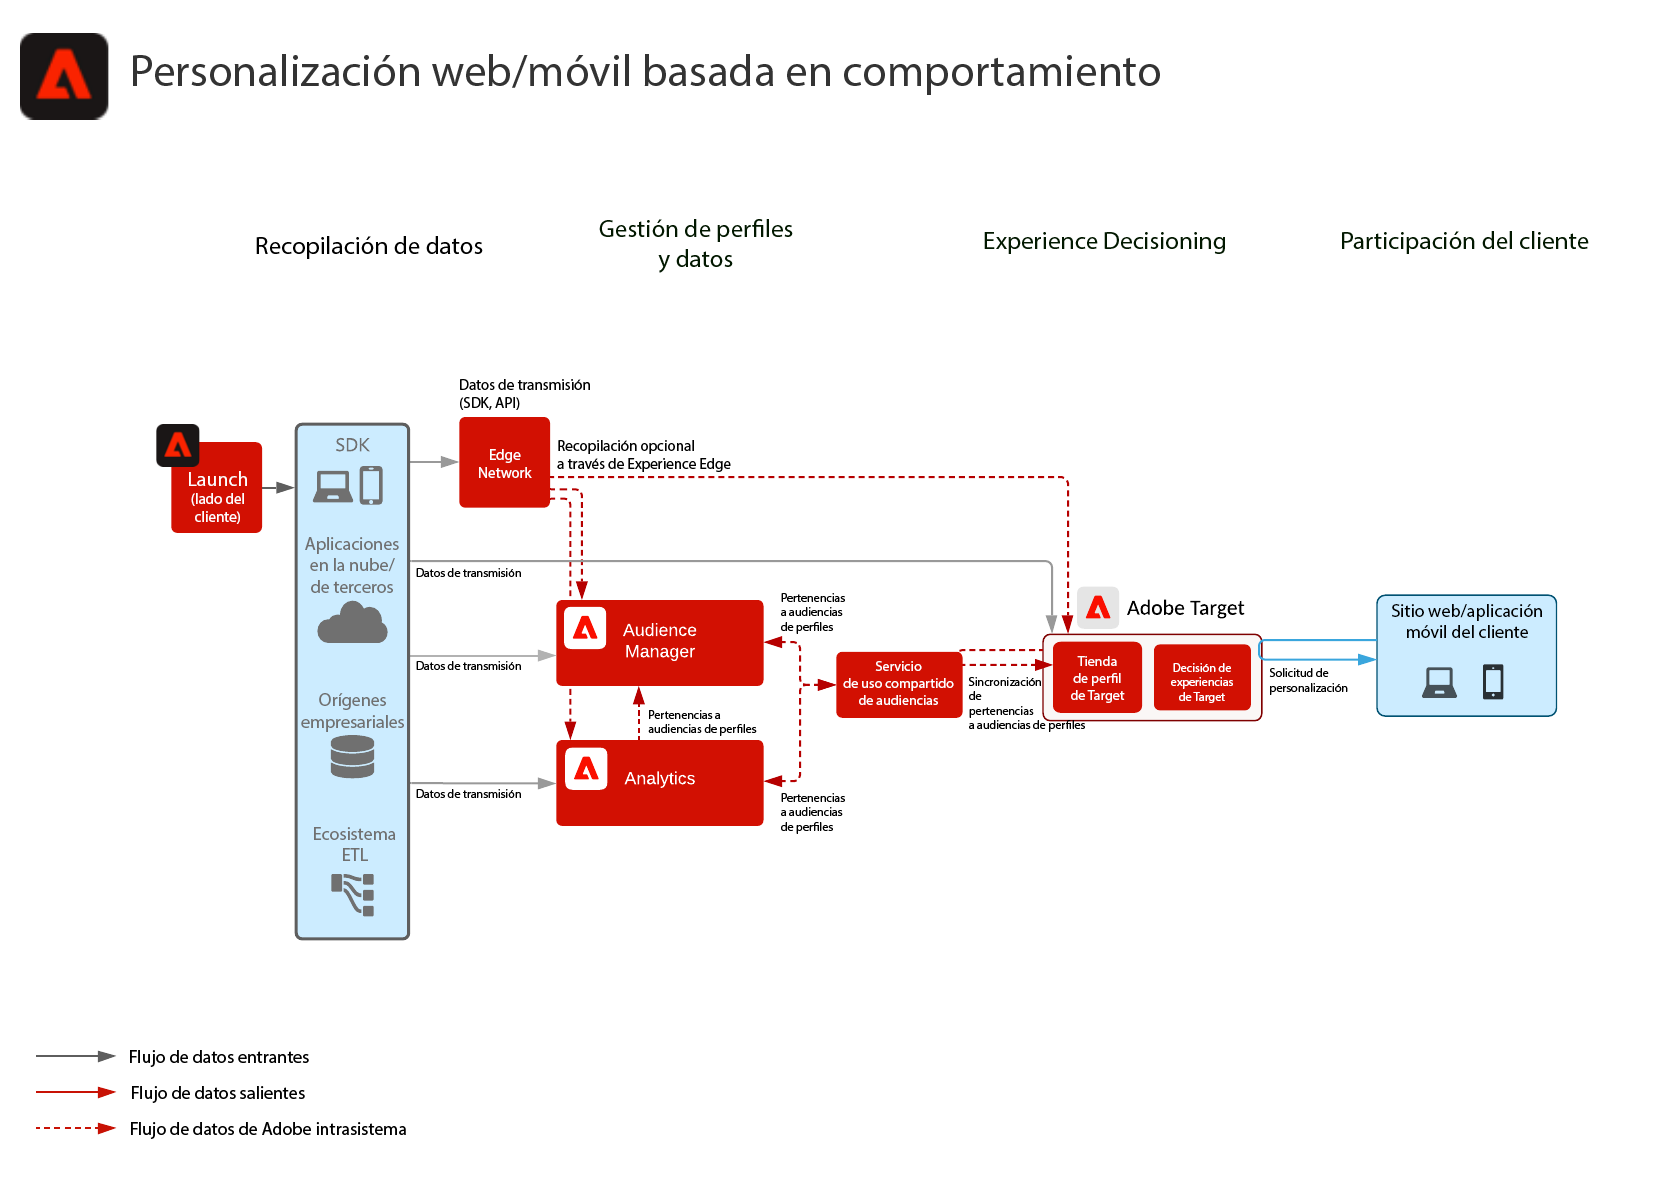 Personalización web/móvil basada en comportamiento
Recopilación de datos
Gestión de perfiles
y datos
Experience Decisioning
Participación del cliente
Datos de transmisión
(SDK, API)
Launch
(lado del
cliente)
SDK
Aplicaciones
en la nube/
de terceros
Orígenes
empresariales
Ecosistema
ETL
Edge
Network
Recopilación opcional
a través de Experience Edge
Datos de transmisión
Datos de transmisión
Datos de transmisión
Audience
Manager
Pertenencias a
audiencias de perfiles
Analytics
Pertenencias
a audiencias
de perfiles
Pertenencias
a audiencias
de perfiles
Servicio
de uso compartido
de audiencias
Sincronización
de
pertenencias
a audiencias de perfiles
Adobe Target
Tienda
de perfil
de Target
Decisión de
experiencias
de Target
Solicitud de
personalización
Sitio web/aplicación
móvil del cliente
Flujo de datos entrantes
Flujo de datos salientes
Flujo de datos de Adobe intrasistema